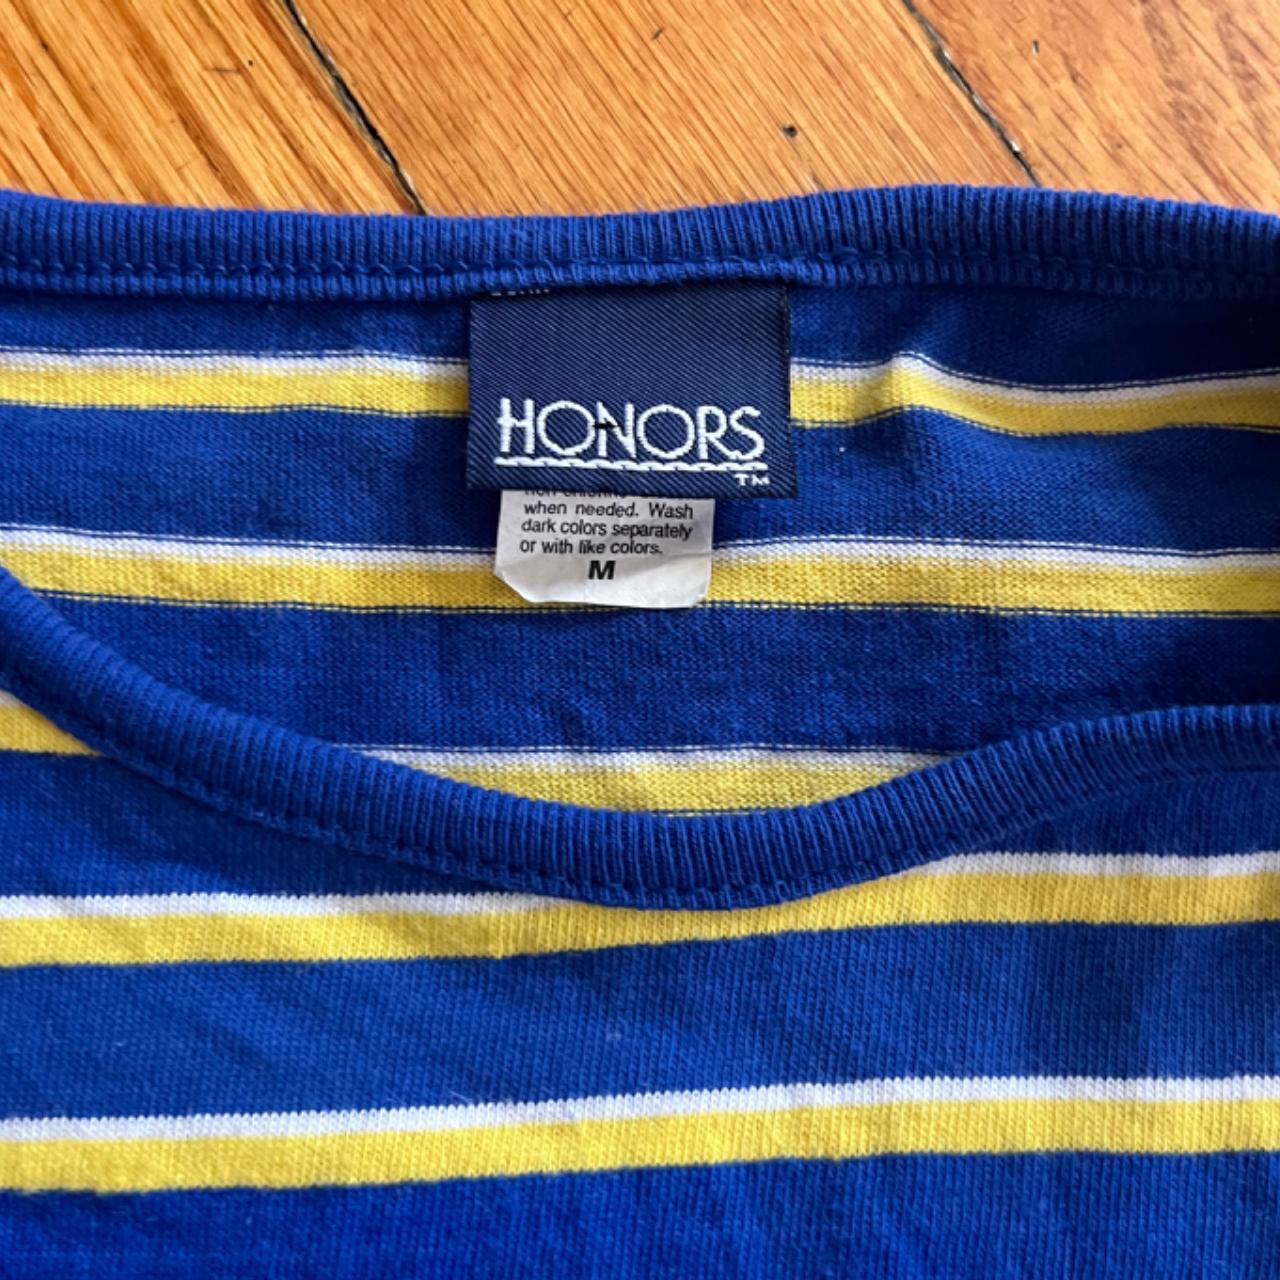 HONORS
TM
when needed. Wash
dark colors separately
or with like colors.
M